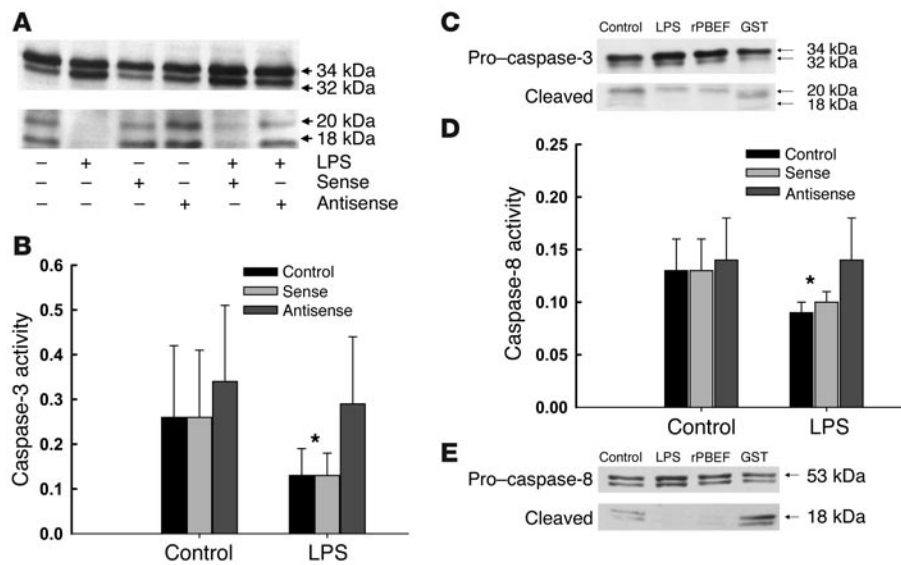 A
34 kDa
32 kDa
20 kDa
18 kDa
– + – – + + LPS
– – + – + – Sense
– – – + – + Antisense
B
Caspase-3 activity
0.6
0.5
0.4
0.3
0.2
0.1
0.0
Control
Sense
Antisense
*
Control LPS
C
Control LPS rPBEF GST
Pro–caspase-3
34 kDa
32 kDa
Cleaved
20 kDa
18 kDa
D
Caspase-8 activity
0.25
0.20
0.15
0.10
0.05
0.00
Control
Sense
Antisense
*
Control LPS
E
Control LPS rPBEF GST
Pro–caspase-8 53 kDa
Cleaved 18 kDa